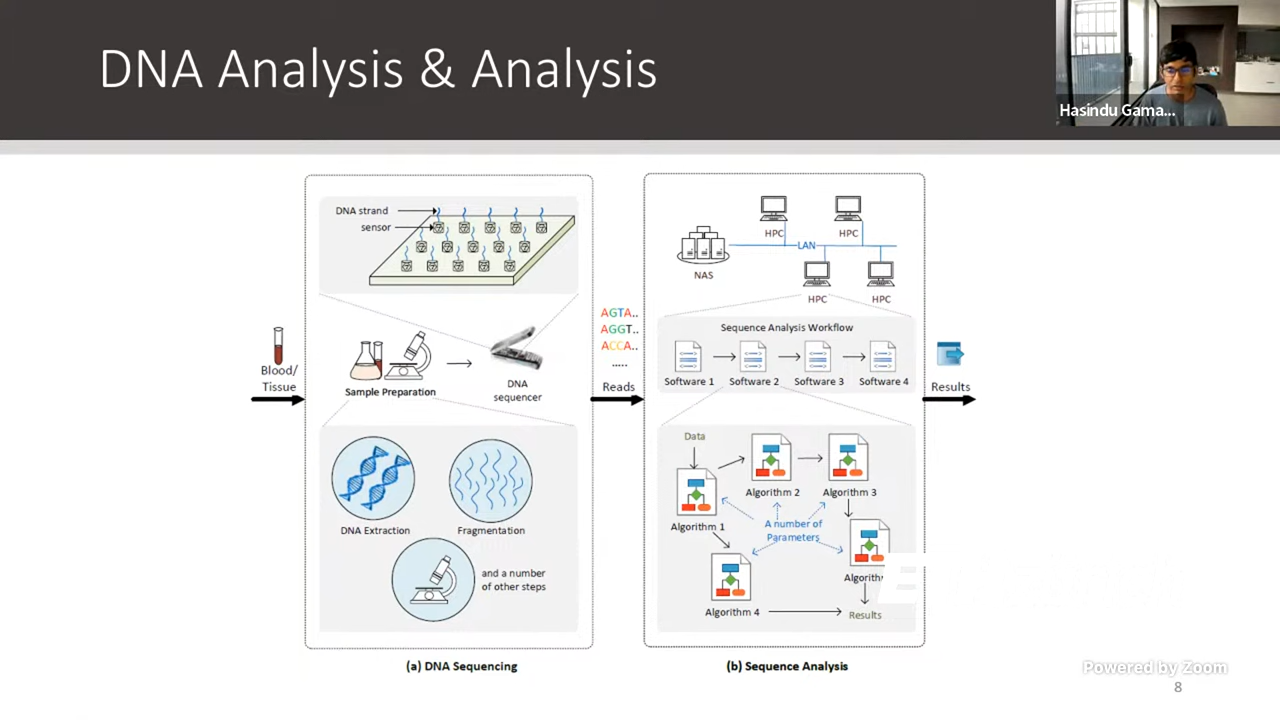 DNA Analysis & Analysis
Hasindu Gama...
DNA strand
sensor
Blood/
Tissue
Sample Preparation
DNA
sequencer
DNA Extraction
Fragmentation
and a number
of other steps
(a) DNA Sequencing
AGTA..
AGGT..
ACCA..
.....
Reads
HPC
HPC
LAN
NAS
HPC
HPC
Sequence Analysis Workflow
Software 1
Software 2
Software 3
Software 4
Data
Algorithm 2
Algorithm 3
Algorithm 1
A number of
Parameters
Algorith
Algorithm 4
Results
(b) Sequence Analysis
Results
Powered by Zoom
8